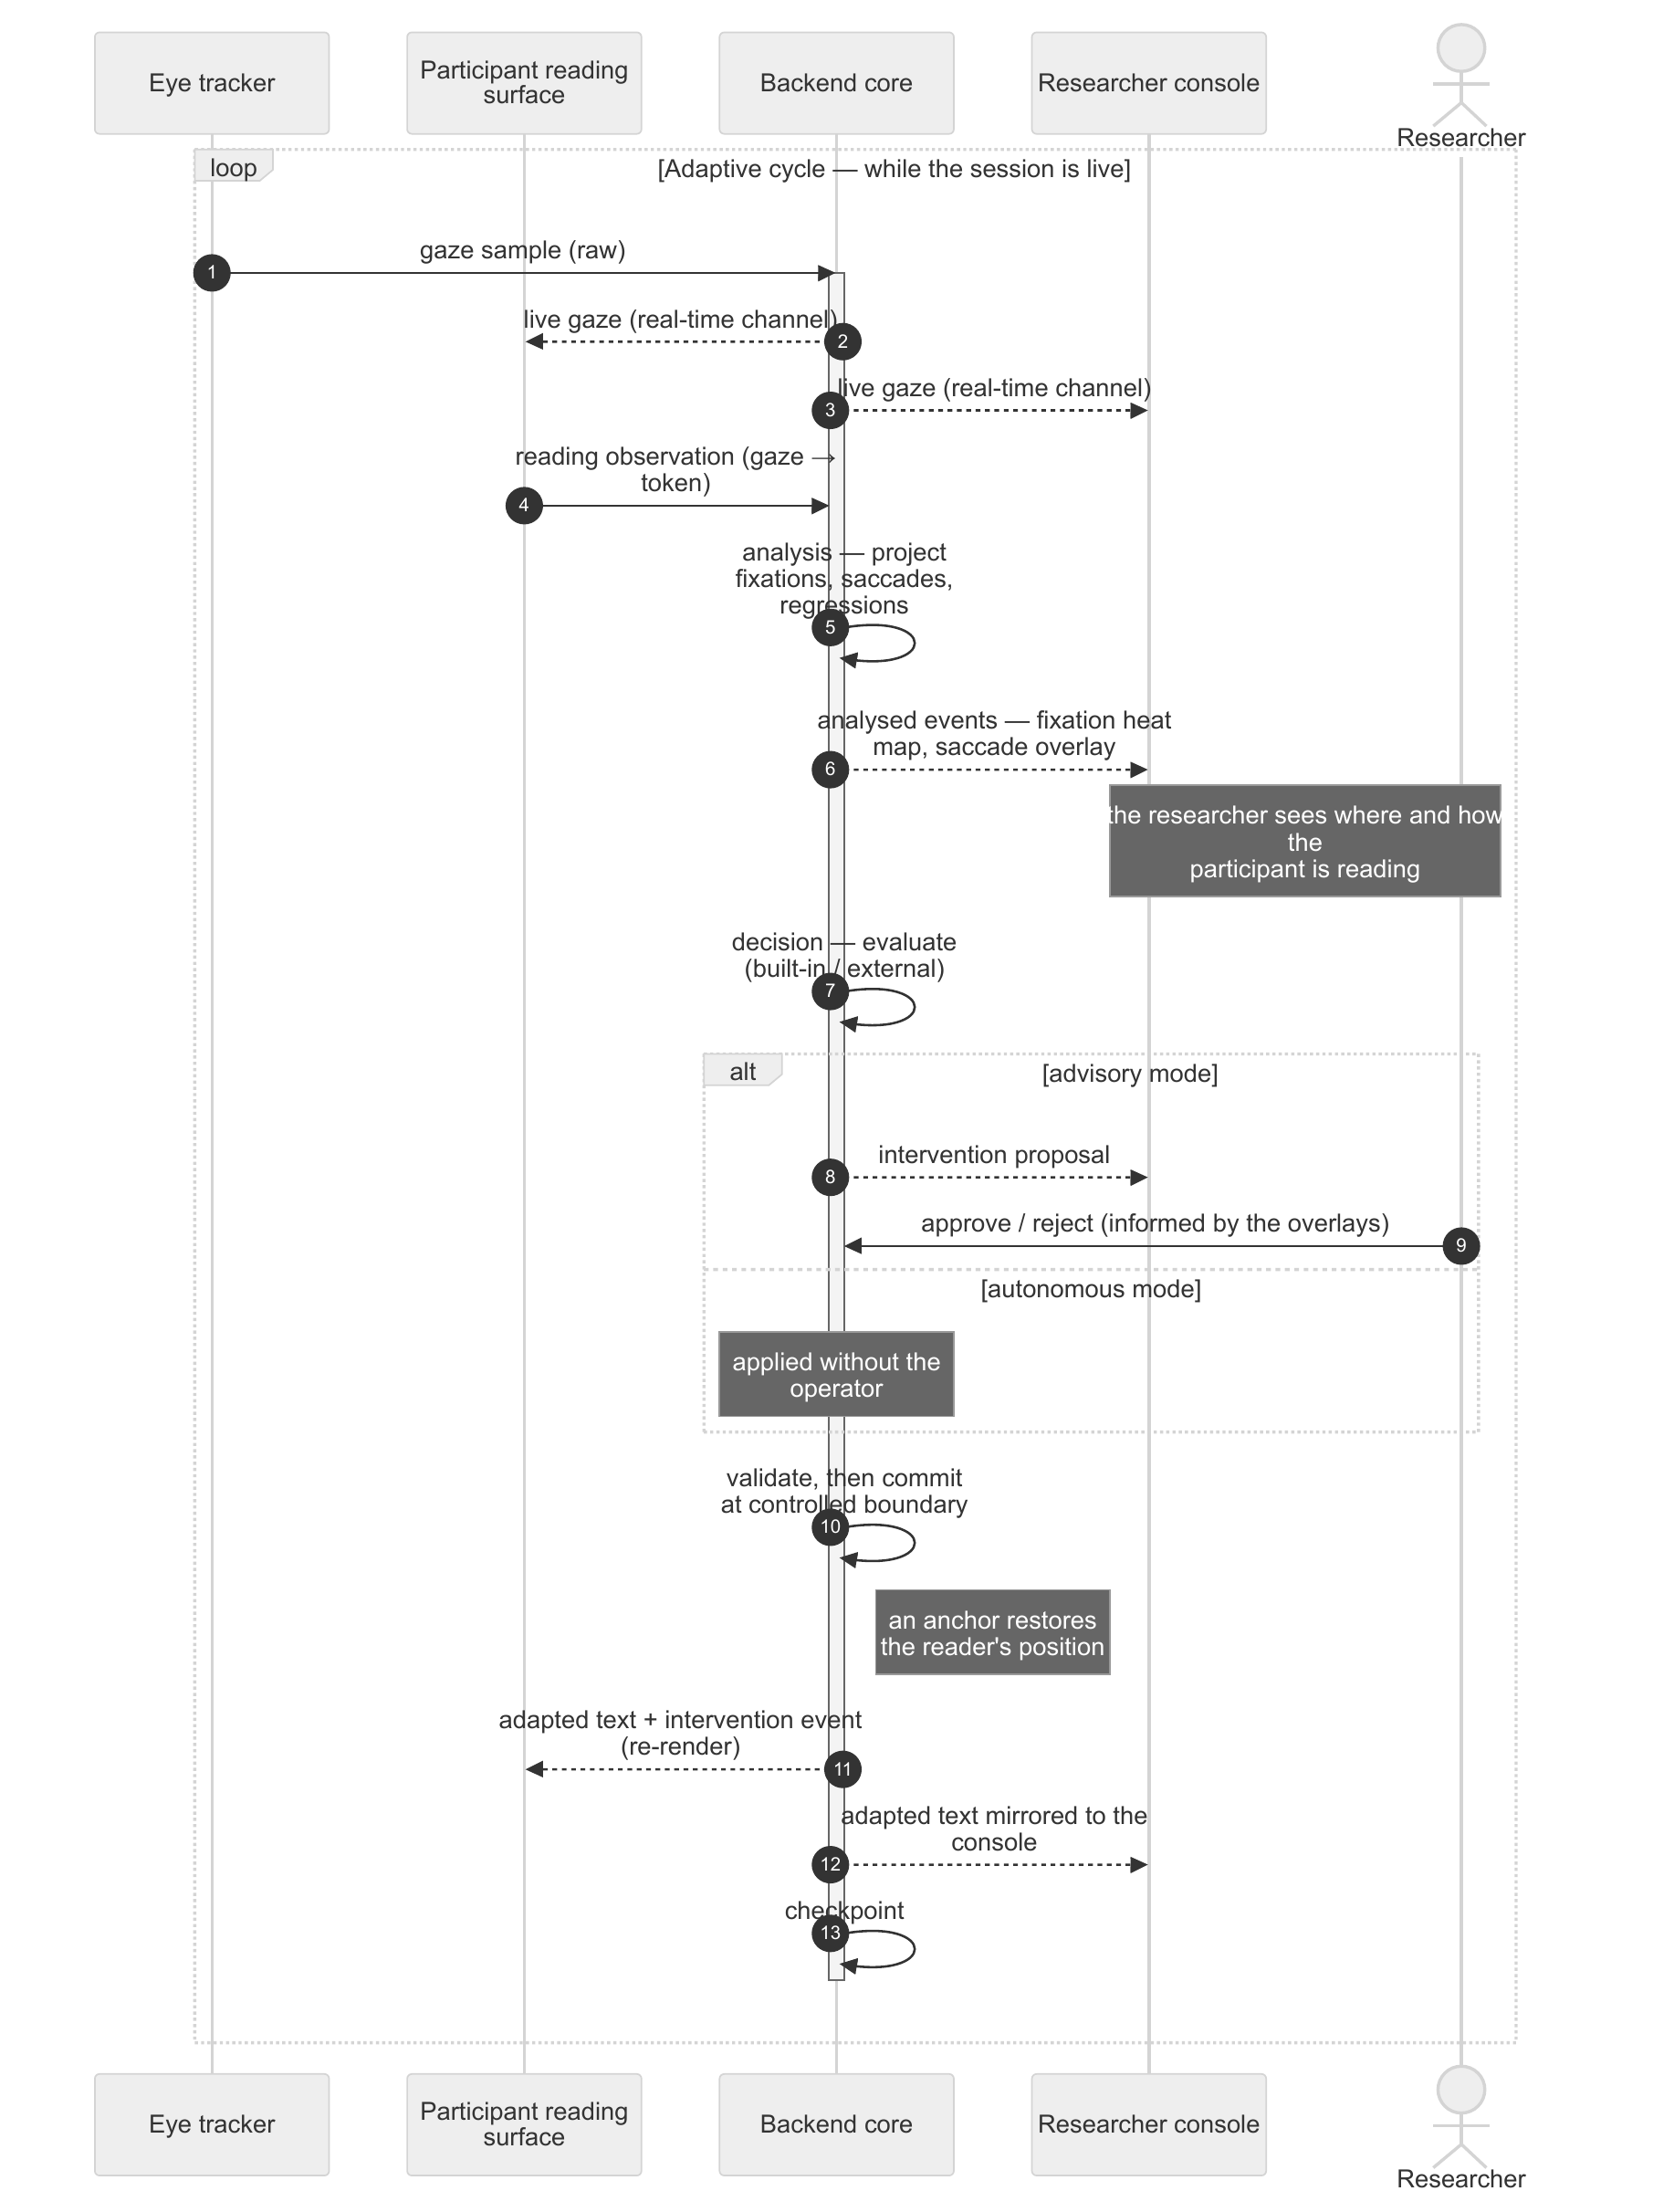 Eye tracker
Participant reading
surface
Backend core
Researcher console
Researcher
loop
[Adaptive cycle — while the session is live]
gaze sample (raw)
1
live gaze (real-time channel)
2
live gaze (real-time channel)
3
reading observation (gaze →
token)
4
analysis — project
fixations, saccades,
regressions
5
analysed events — fixation heat
map, saccade overlay
6
the researcher sees where and how
the
participant is reading
decision — evaluate
(built-in / external)
7
alt
[advisory mode]
intervention proposal
8
approve / reject (informed by the overlays)
9
[autonomous mode]
applied without the
operator
validate, then commit
at controlled boundary
10
an anchor restores
the reader's position
adapted text + intervention event
(re-render)
11
adapted text mirrored to the
console
12
checkpoint
13
Eye tracker
Participant reading
surface
Backend core
Researcher console
Researcher